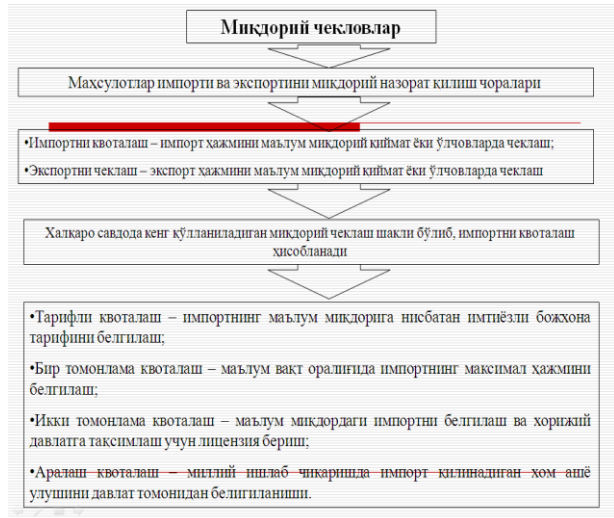 Миқдорий чекловлар
Маҳсулотлар импорти ва экспортини миқдорий назорат қилиш чоралари
•Импортни квоталаш – импорт ҳажмини маълум миқдорий қиймат ёки ўлчовларда чеклаш;
•Экспортни чеклаш – экспорт ҳажмини маълум миқдорий қиймат ёки ўлчовларда чеклаш
Халқаро савдода кенг қўлланиладиган миқдорий чеклаш шакли бўлиб, импортни квоталаш
ҳисобланади
•Тарифли квоталаш – импортнинг маълум миқдорига нисбатан имтиёзли божхона
тарифини белгилаш;
•Бир томонлама квоталаш – маълум вақт оралиғида импортнинг максимал ҳажмини
белгилаш;
•Икки томонлама квоталаш – маълум миқдордаги импортни белгилаш ва хорижий
давлатга тақсимлаш учун лицензия бериш;
•Аралаш квоталаш – миллий ишлаб чиқаришда импорт қилинадиган хом ашё
улушини давлат томонидан белигиланиши.